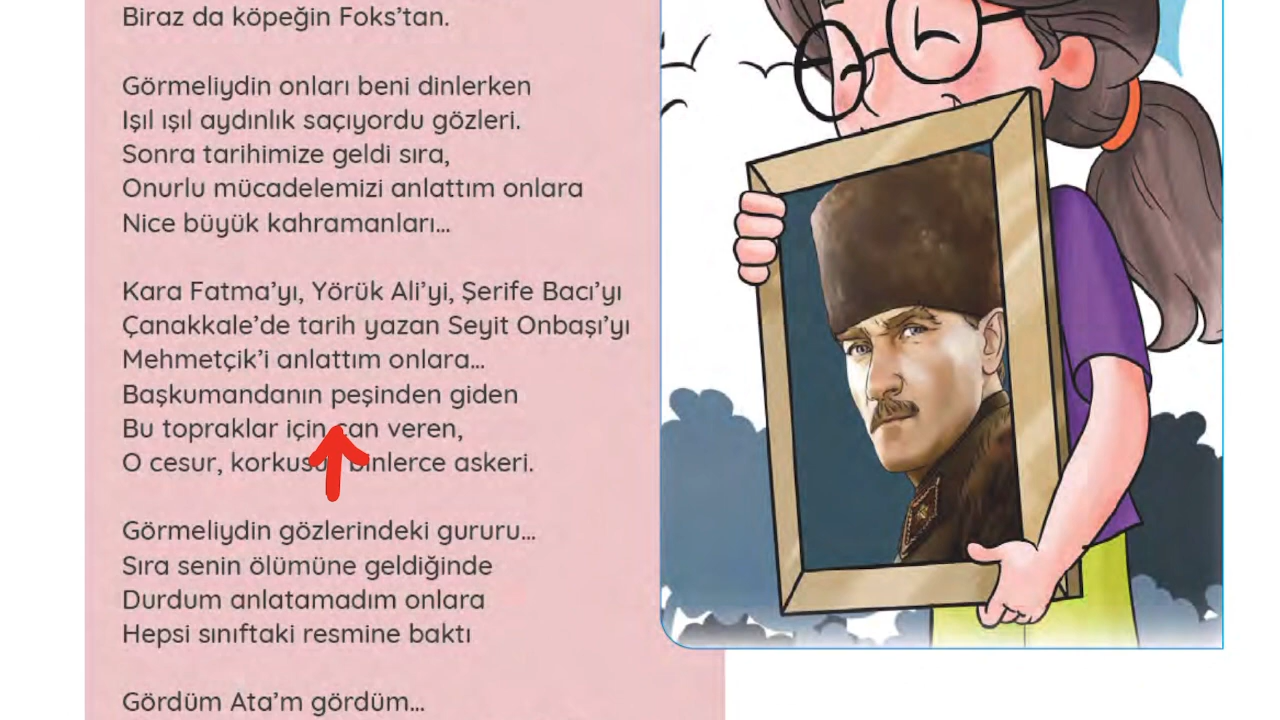 Biraz da köpeğin Foks’tan.
Görmeliydin onları beni dinlerken
Işıl ışıl aydınlık saçıyordu gözleri.
Sonra tarihimize geldi sıra,
Onurlu mücadelemizi anlattım onlara
Nice büyük kahramanları...
Kara Fatma’yı, Yörük Ali’yi, Şerife Bacı’yı
Çanakkale’de tarih yazan Seyit Onbaşı’yı
Mehmetçik’i anlattım onlara...
Başkumandanın peşinden giden
Bu topraklar için can veren,
O cesur, korkusuz binlerce askeri.
Görmeliydin gözlerindeki gururu...
Sıra senin ölümüne geldiğinde
Durdum anlatamadım onlara
Hepsi sınıftaki resmine baktı
Gördüm Ata’m gördüm...